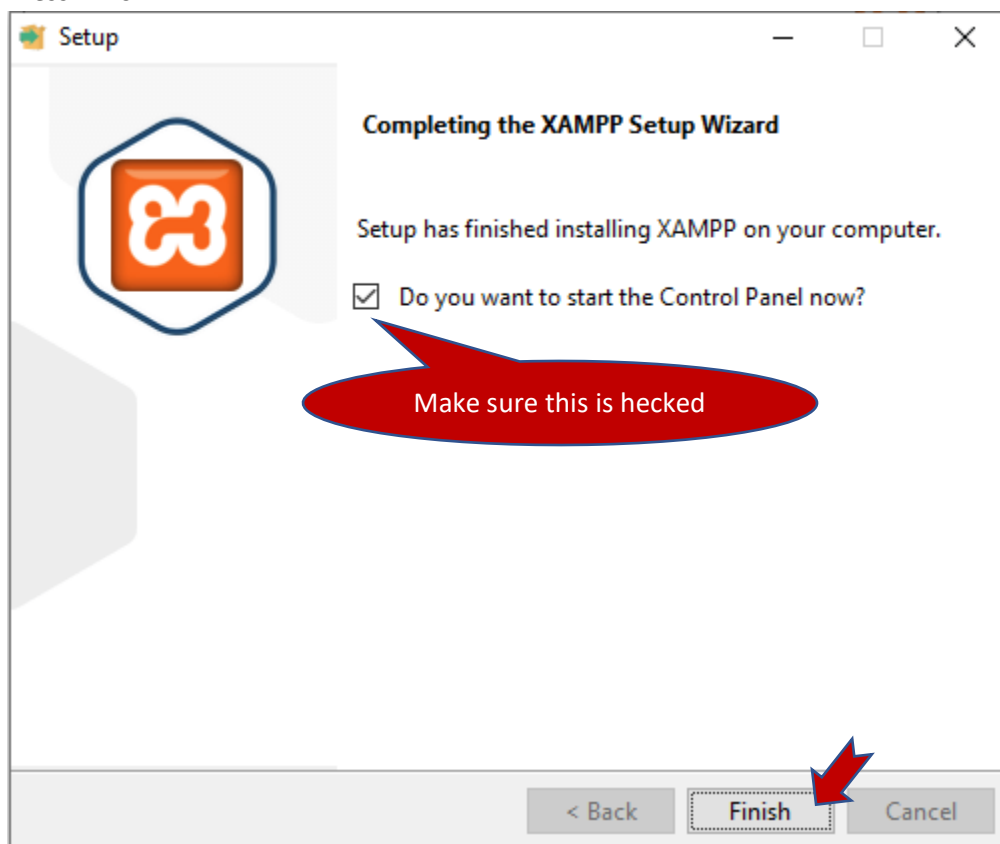 Setup
Completing the XAMPP Setup Wizard
Setup has finished installing XAMPP on your computer.
Do you want to start the Control Panel now?
Make sure this is hecked
< Back
Finish
Cancel